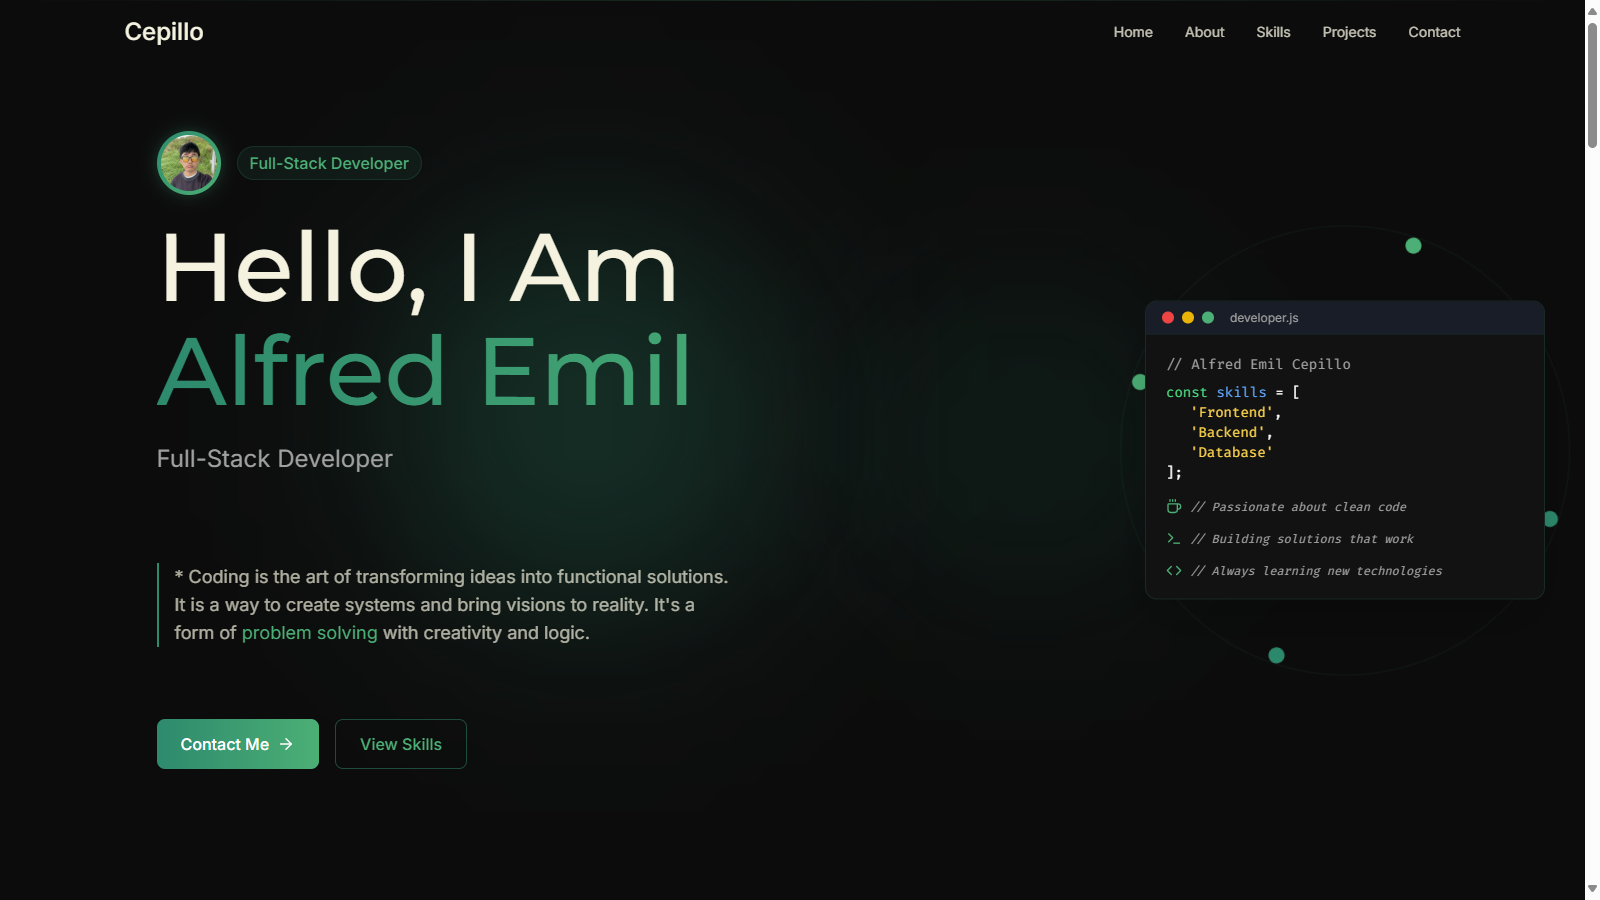 Cepillo
Home About Skills Projects Contact
Full-Stack Developer
Hello, I Am
Alfred Emil
Full-Stack Developer
* Coding is the art of transforming ideas into functional solutions.
It is a way to create systems and bring visions to reality. It's a
form of problem solving with creativity and logic.
Contact Me
View Skills
developer.js
// Alfred Emil Cepillo
const skills = [
'Frontend',
'Backend',
'Database'
];
// Passionate about clean code
// Building solutions that work
// Always learning new technologies